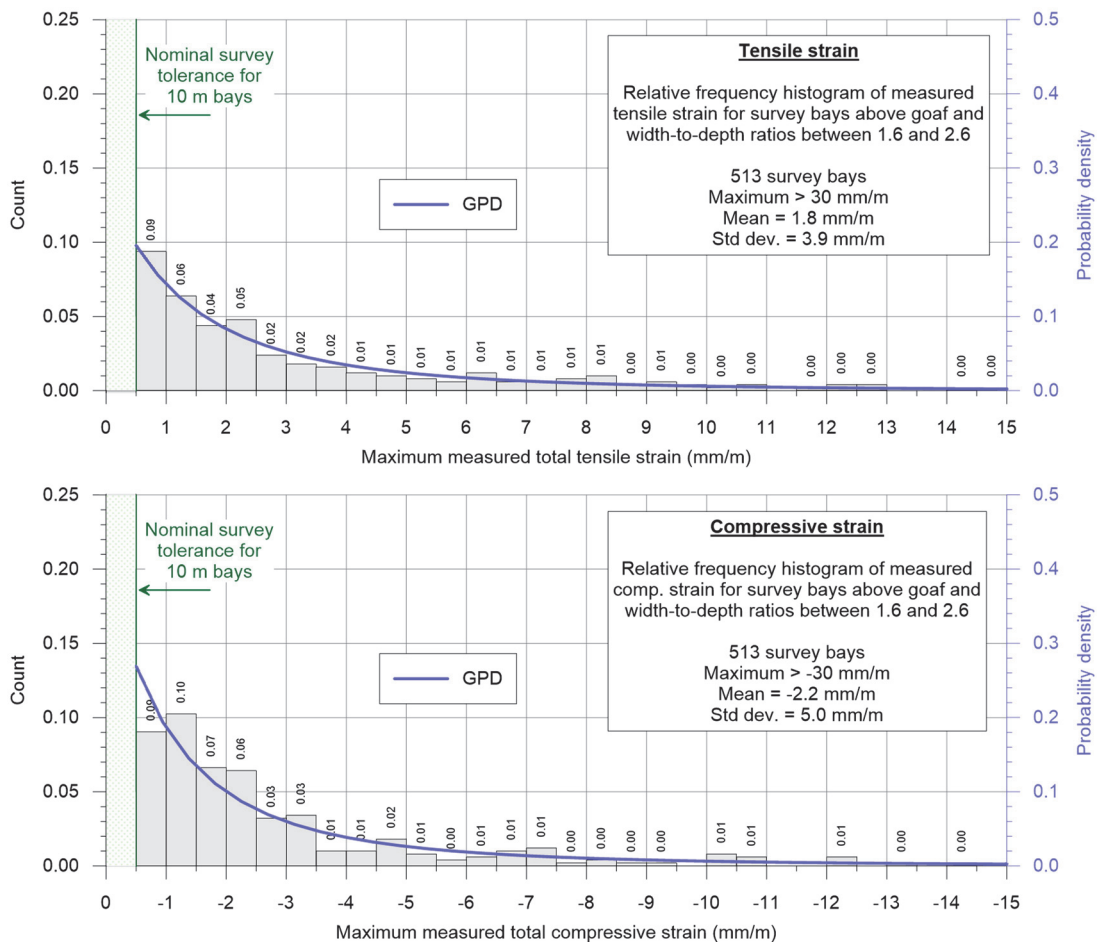 0.25
0.20
0.15
0.10
0.05
0.00
Count
0.5
0.4
0.3
0.2
0.1
0.0
Probability density
Nominal survey
tolerance for
10 m bays
Tensile strain
Relative frequency histogram of measured
tensile strain for survey bays above goaf and
width-to-depth ratios between 1.6 and 2.6
513 survey bays
Maximum > 30 mm/m
Mean = 1.8 mm/m
Std dev. = 3.9 mm/m
GPD
0.09 0.06 0.04 0.05 0.02 0.02 0.02 0.01 0.01 0.01 0.01 0.01 0.01 0.01 0.01 0.01 0.00 0.01 0.00 0.00 0.00 0.00 0.00 0.00 0.00 0.00
0 1 2 3 4 5 6 7 8 9 10 11 12 13 14 15
Maximum measured total tensile strain (mm/m)
0.25
0.20
0.15
0.10
0.05
0.00
Count
0.5
0.4
0.3
0.2
0.1
0.0
Probability density
Nominal survey
tolerance for
10 m bays
Compressive strain
Relative frequency histogram of measured
comp. strain for survey bays above goaf and
width-to-depth ratios between 1.6 and 2.6
513 survey bays
Maximum > -30 mm/m
Mean = -2.2 mm/m
Std dev. = 5.0 mm/m
GPD
0.09 0.10 0.07 0.06 0.03 0.03 0.01 0.01 0.02 0.01 0.00 0.01 0.01 0.01 0.00 0.00 0.00 0.00 0.01 0.01 0.01 0.00 0.00
0 -1 -2 -3 -4 -5 -6 -7 -8 -9 -10 -11 -12 -13 -14 -15
Maximum measured total compressive strain (mm/m)